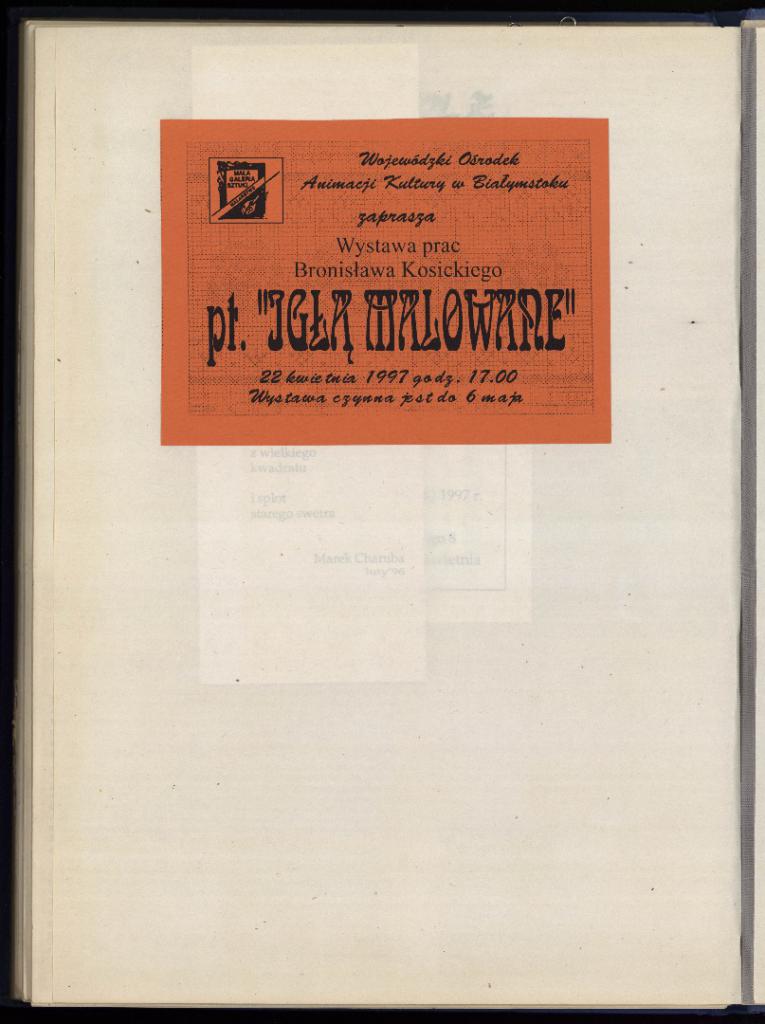 MAŁA
GALERIA
SZTUKI
Wojewódzki Ośrodek
Animacji Kultury w Białymstoku
zaprasza
Wystawa prac
Bronisława Kosickiego
pt. "IGŁĄ MALOWANE"
22 kwietnia 1997 godz. 17.00
Wystawa czynna jest do 6 maja
z wielkiego
kwadratu
i splot
starego swetra
1997 r.
Marek Charuba
luty'96